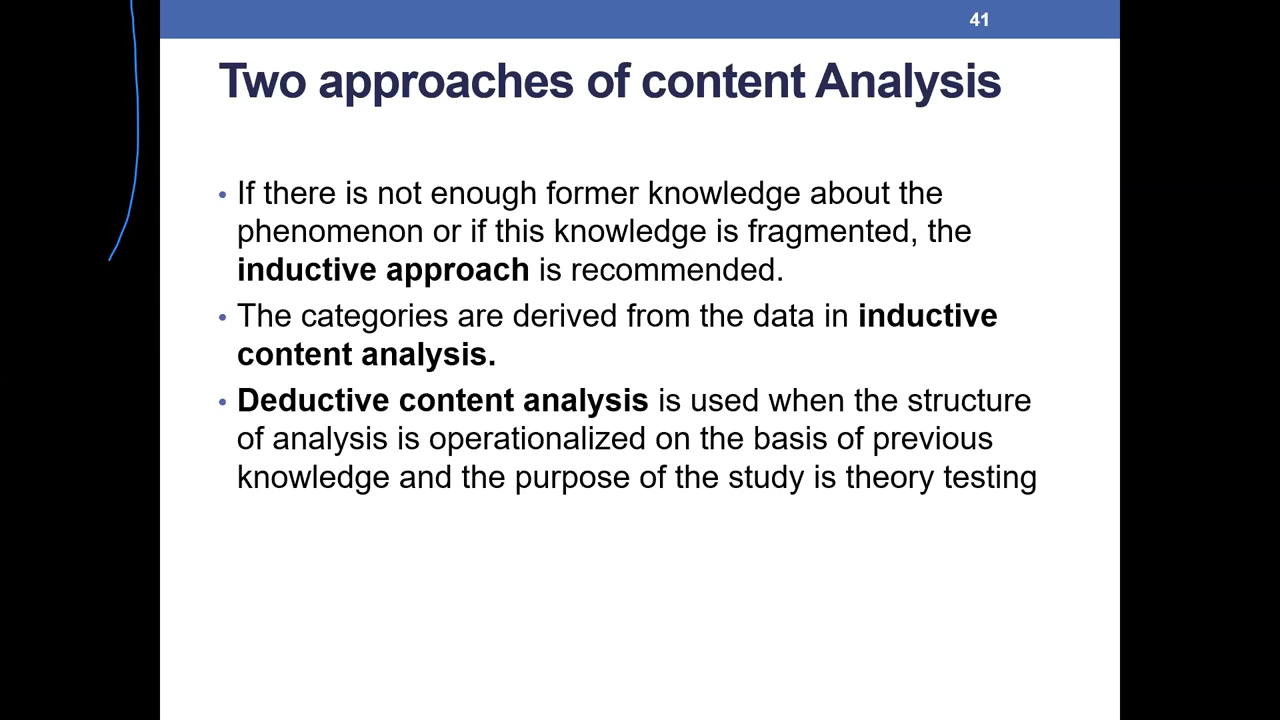 41
Two approaches of content Analysis
• If there is not enough former knowledge about the
phenomenon or if this knowledge is fragmented, the
inductive approach is recommended.
• The categories are derived from the data in inductive
content analysis.
• Deductive content analysis is used when the structure
of analysis is operationalized on the basis of previous
knowledge and the purpose of the study is theory testing